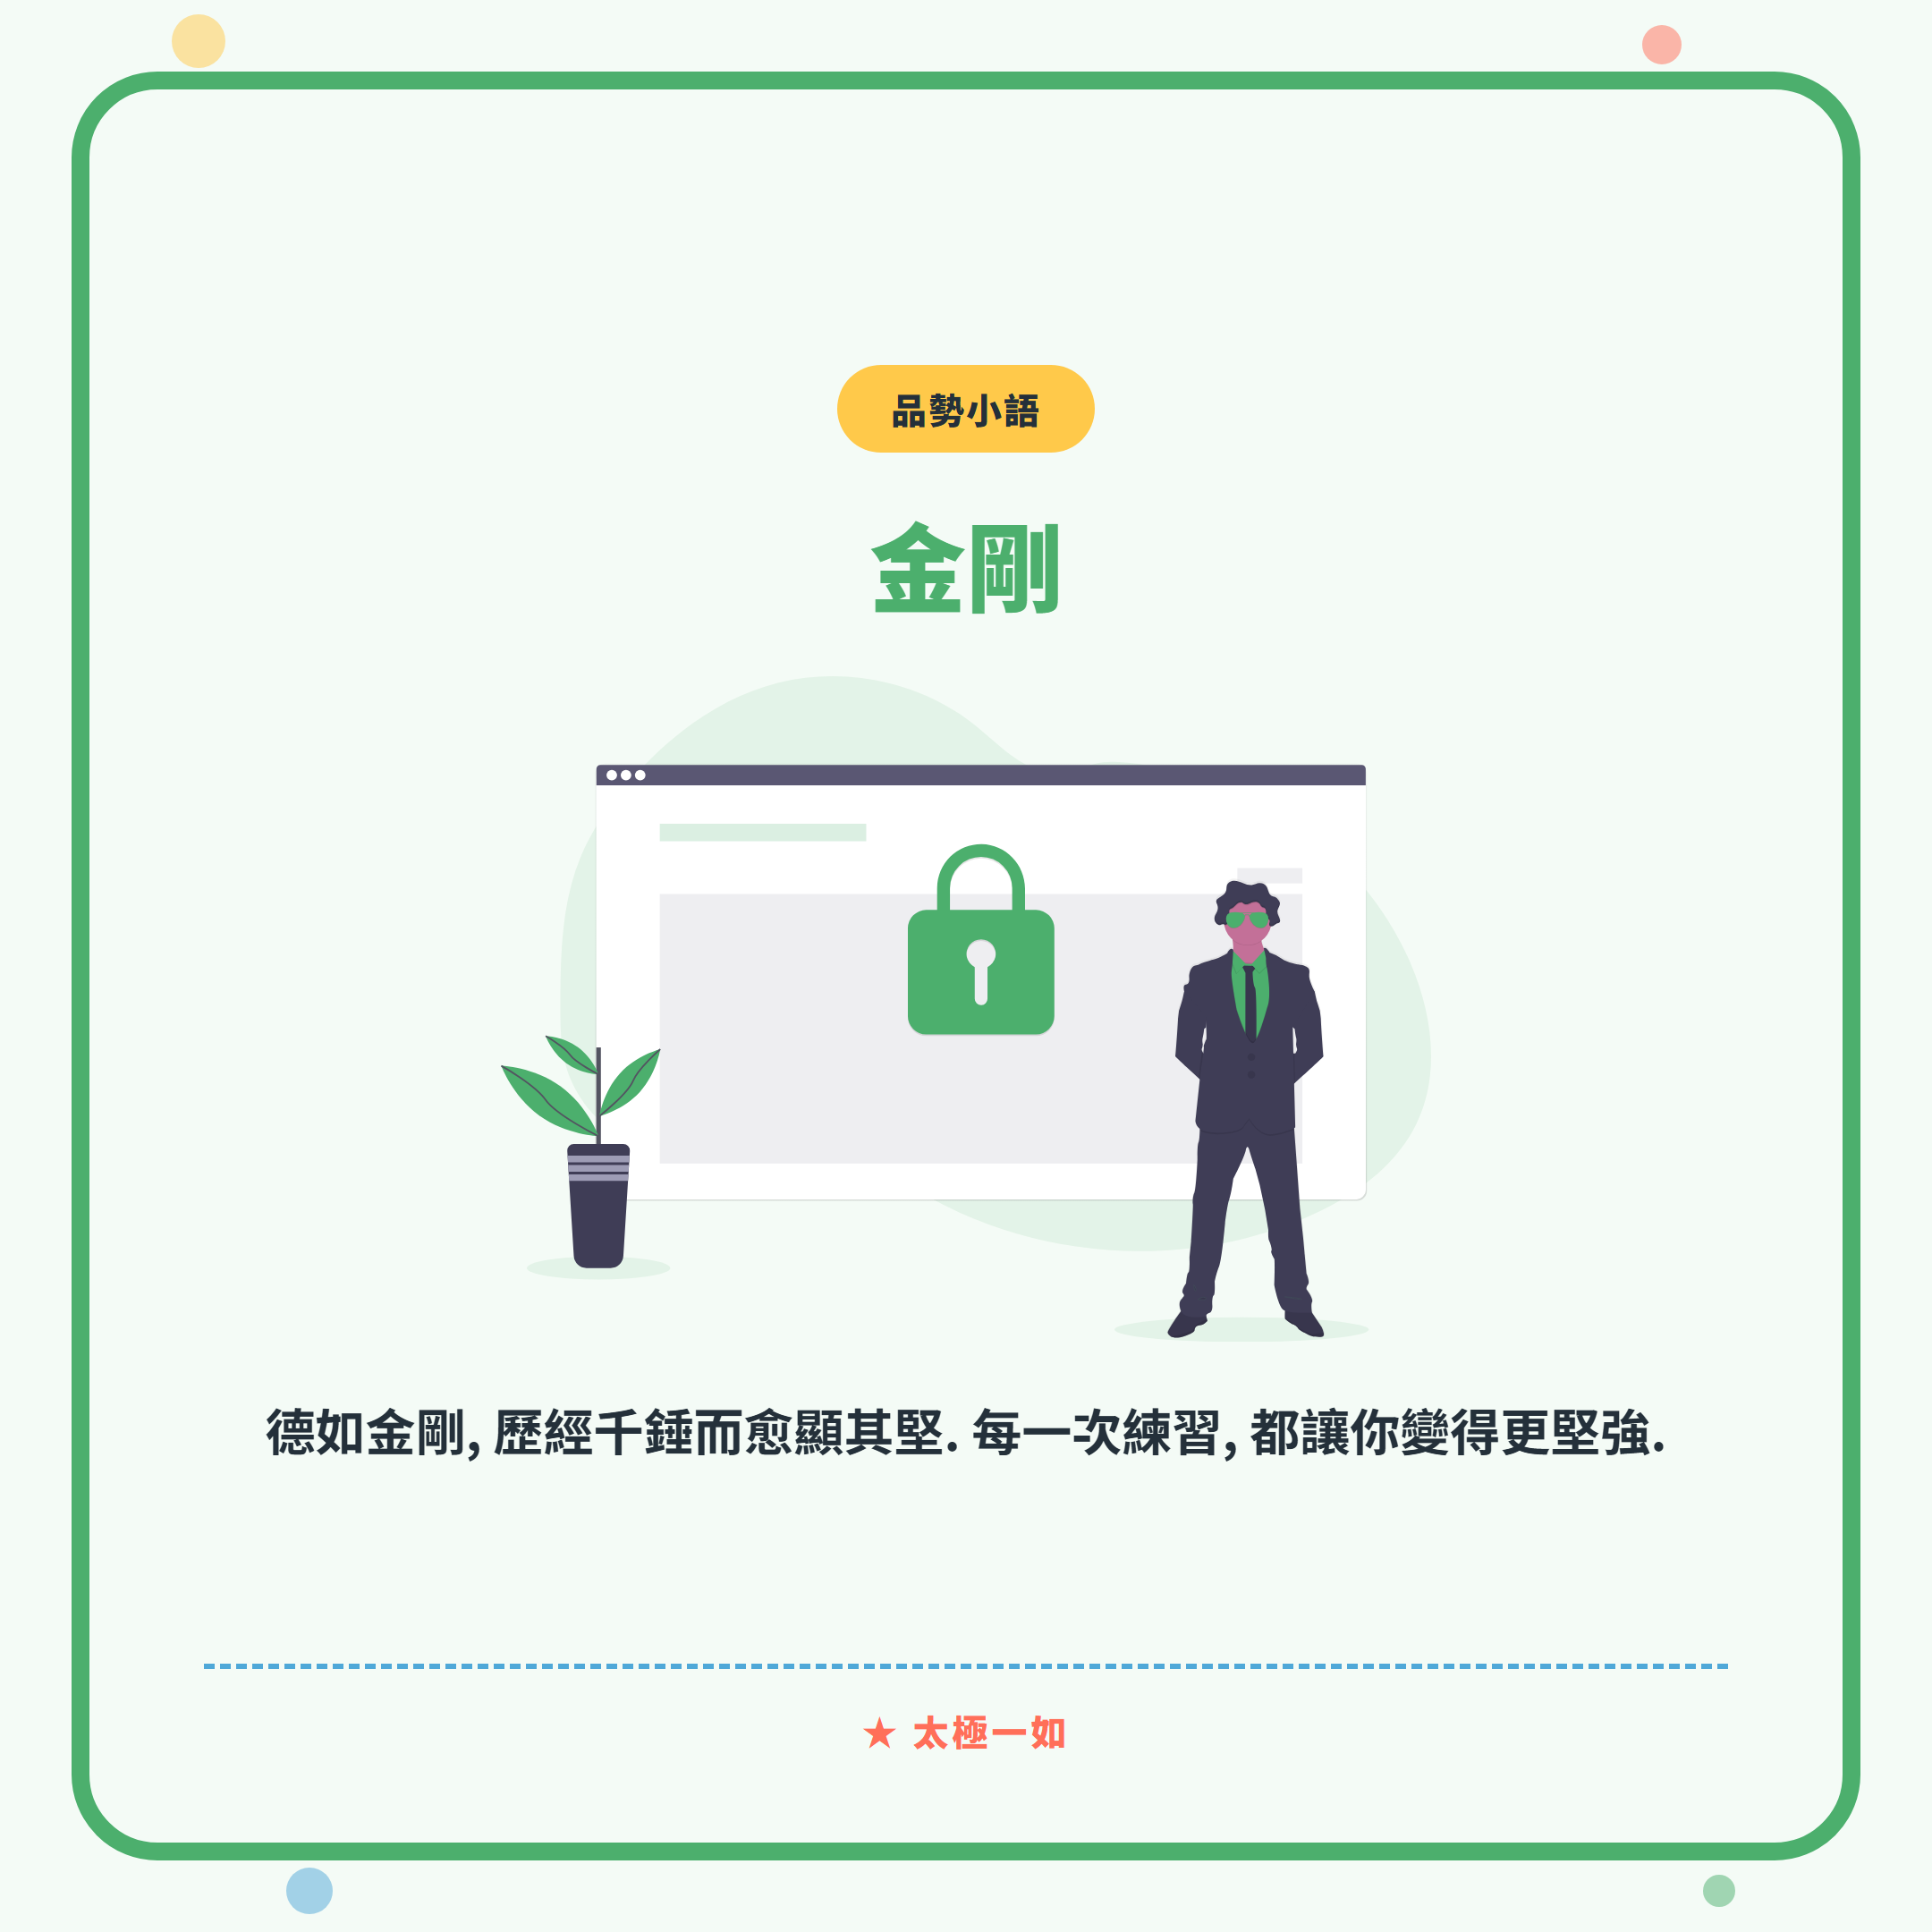 品勢小語
金剛
德如金剛, 歷經千錘而愈顯其堅. 每一次練習, 都讓你變得更堅強.
★ 太極一如